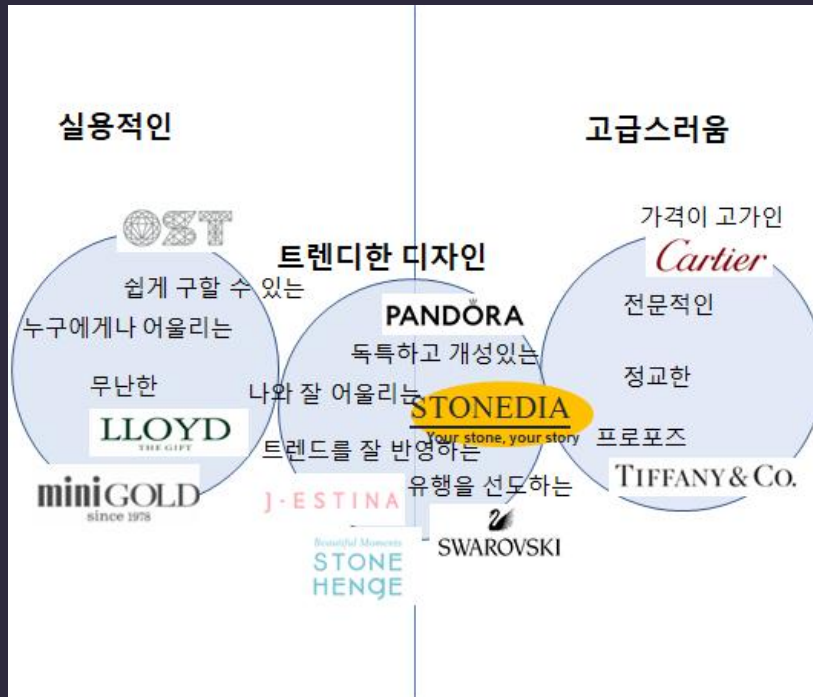 실용적인
고급스러움
OST
가격이 고가인
Cartier
트렌디한 디자인
쉽게 구할 수 있는
전문적인
PANDORA
누구에게나 어울리는
독특하고 개성있는
무난한
나와 잘 어울리는
정교한
STONEDIA
Your stone, your story
LLOYD
THE GIFT
트렌드를 잘 반영하는
프로포즈
유행을 선도하는
TIFFANY & CO.
miniGOLD
since 1978
J·ESTINA
SWAROVSKI
Beautiful Moments
STONE
HENGE